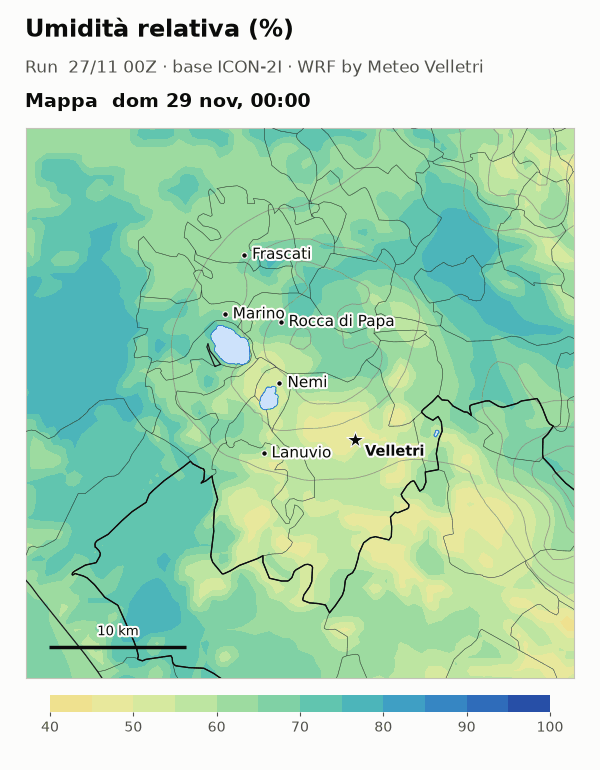 Umidità relativa (%)
Run  27/11 00Z · base ICON-2I · WRF by Meteo Velletri
Mappa  dom 29 nov, 00:00
Frascati
Marino
Rocca di Papa
Nemi
Lanuvio
Velletri
10 km
40 50 60 70 80 90 100